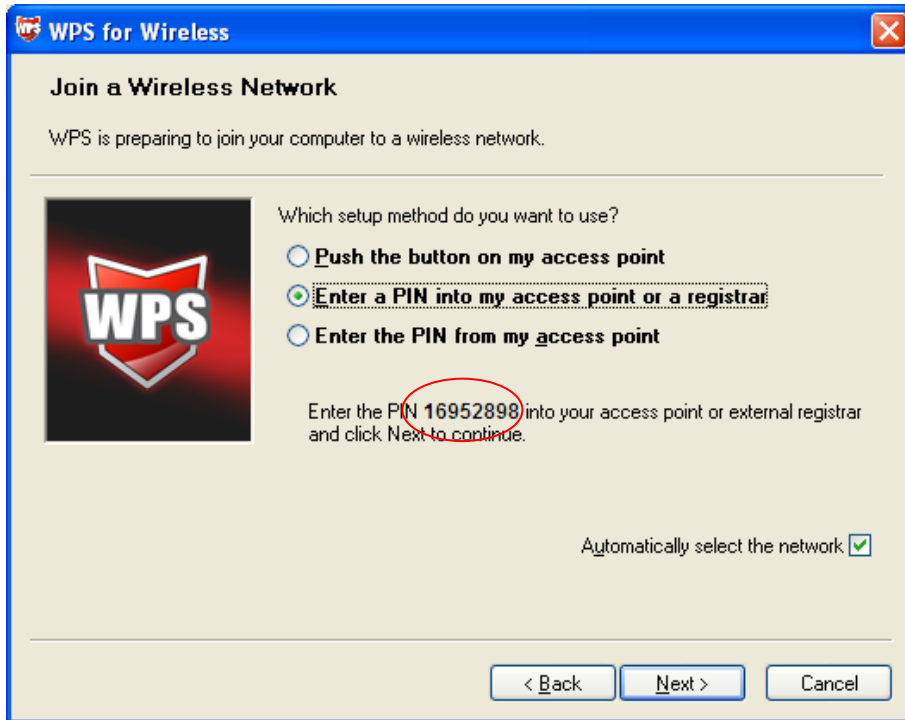 WPS WPS for Wireless
Join a Wireless Network
WPS is preparing to join your computer to a wireless network.
WPS
Which setup method do you want to use?
Push the button on my access point
Enter a PIN into my access point or a registrar
Enter the PIN from my access point
Enter the PIN 16952898 into your access point or external registrar
and click Next to continue.
Automatically select the network
< Back Next > Cancel